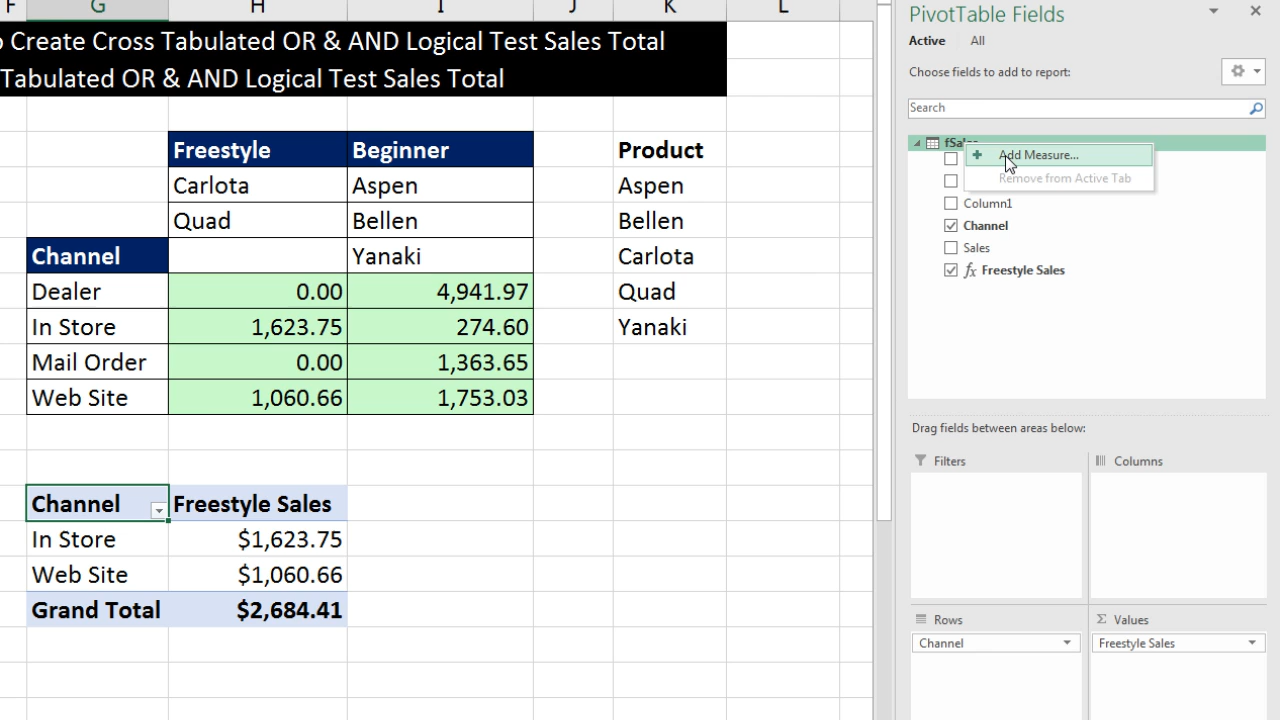 F G H I J K L
o Create Cross Tabulated OR & AND Logical Test Sales Total
Tabulated OR & AND Logical Test Sales Total
Freestyle Beginner Product
Carlota Aspen Aspen
Quad Bellen Bellen
Channel Yanaki Carlota
Dealer 0.00 4,941.97 Quad
In Store 1,623.75 274.60 Yanaki
Mail Order 0.00 1,363.65
Web Site 1,060.66 1,753.03
Channel Freestyle Sales
In Store $1,623.75
Web Site $1,060.66
Grand Total $2,684.41
PivotTable Fields
Active All
Choose fields to add to report:
Search
fSales
Add Measure...
Remove from Active Tab
Column1
Channel
Sales
fx Freestyle Sales
Drag fields between areas below:
Filters
Columns
Rows
Σ Values
Channel
Freestyle Sales